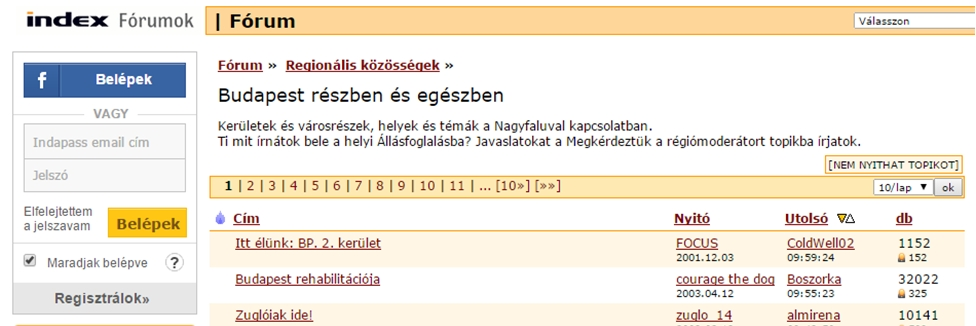 index Fórumok
| Fórum
Válasszon
f Belépek
VAGY
Indapass email cím
Jelszó
Elfelejtettem
a jelszavam
Belépek
Maradjak belépve ?
Regisztrálok»
Fórum » Regionális közösségek »
Budapest részben és egészben
Kerületek és városrészek, helyek és témák a Nagyfaluval kapcsolatban.
Ti mit írnátok bele a helyi Állásfoglalásba? Javaslatokat a Megkérdeztük a régiómoderátort topikba írjatok.
[NEM NYITHAT TOPIKOT]
1 | 2 | 3 | 4 | 5 | 6 | 7 | 8 | 9 | 10 | 11 | ... [10»] [»»]
10/lap ok
Cím Nyitó Utolsó db
Itt élünk: BP. 2. kerület FOCUS ColdWell02 1152
2001.12.03 09:59:24 152
Budapest rehabilitációja courage the dog Boszorka 32022
2003.04.12 09:55:23 325
Zuglóiak ide! zuglo_14 almirena 10141